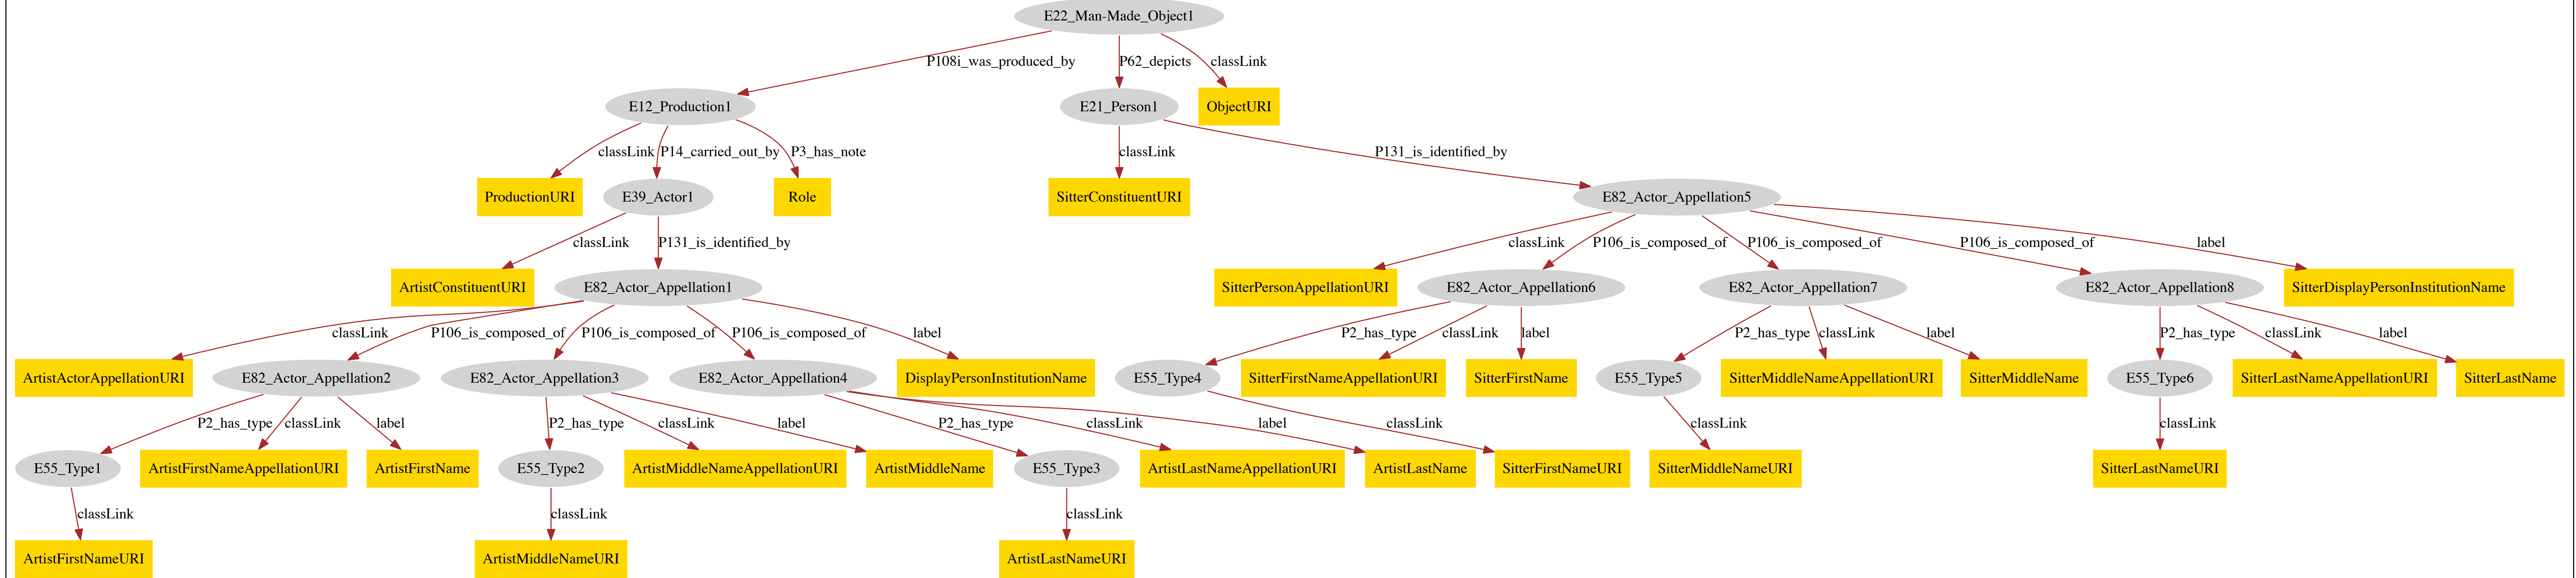 E22_Man-Made_Object1
P108i_was_produced_by P62_depicts classLink
E12_Production1 E21_Person1 ObjectURI
classLink P14_carried_out_by P3_has_note classLink P131_is_identified_by
ProductionURI E39_Actor1 Role SitterConstituentURI E82_Actor_Appellation5
classLink P131_is_identified_by classLink P106_is_composed_of P106_is_composed_of P106_is_composed_of label
ArtistConstituentURI E82_Actor_Appellation1 SitterPersonAppellationURI E82_Actor_Appellation6 E82_Actor_Appellation7 E82_Actor_Appellation8 SitterDisplayPersonInstitutionName
classLink P106_is_composed_of P106_is_composed_of P106_is_composed_of label P2_has_type classLink label P2_has_type classLink label P2_has_type classLink label
ArtistActorAppellationURI E82_Actor_Appellation2 E82_Actor_Appellation3 E82_Actor_Appellation4 DisplayPersonInstitutionName E55_Type4 SitterFirstNameAppellationURI SitterFirstName E55_Type5 SitterMiddleNameAppellationURI SitterMiddleName E55_Type6 SitterLastNameAppellationURI SitterLastName
P2_has_type classLink label P2_has_type classLink label P2_has_type classLink label classLink classLink classLink
E55_Type1 ArtistFirstNameAppellationURI ArtistFirstName E55_Type2 ArtistMiddleNameAppellationURI ArtistMiddleName E55_Type3 ArtistLastNameAppellationURI ArtistLastName SitterFirstNameURI SitterMiddleNameURI SitterLastNameURI
classLink classLink classLink
ArtistFirstNameURI ArtistMiddleNameURI ArtistLastNameURI